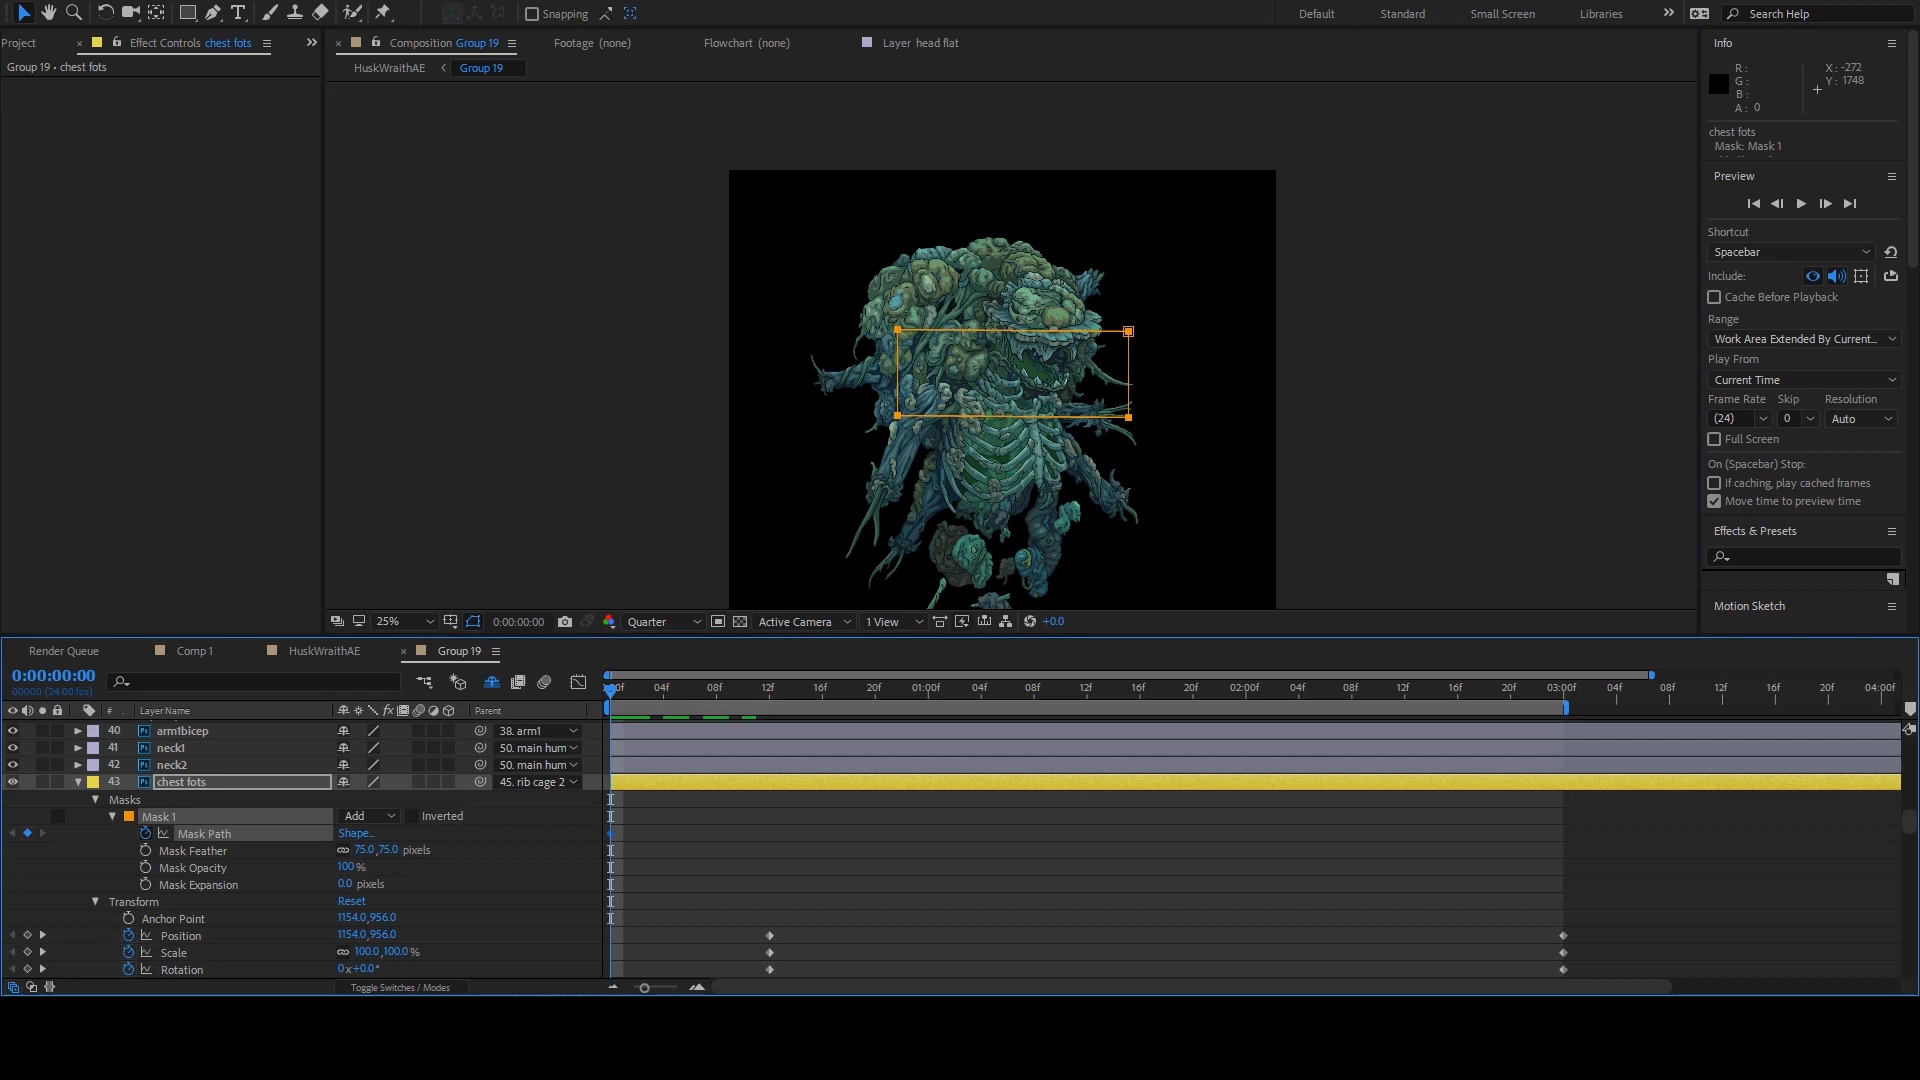 Snapping
Default
Standard
Small Screen
Libraries
Search Help
Project
Effect Controls chest fots
Composition Group 19
Footage (none)
Flowchart (none)
Layer head flat
Info
Group 19 • chest fots
HuskWraithAE
Group 19
R :
G :
B :
A : 0
X : -272
Y : 1748
chest fots
Mask: Mask 1
Preview
Shortcut
Spacebar
Include:
Cache Before Playback
Range
Work Area Extended By Current...
Play From
Current Time
Frame Rate
Skip
Resolution
(24)
0
Auto
Full Screen
On (Spacebar) Stop:
If caching, play cached frames
Move time to preview time
Effects & Presets
Motion Sketch
25%
0:00:00:00
Quarter
Active Camera
1 View
+0.0
Render Queue
Comp 1
HuskWraithAE
Group 19
0:00:00:00
00000 (24.00 fps)
00f 04f 08f 12f 16f 20f 01:00f 04f 08f 12f 16f 20f 02:00f 04f 08f 12f 16f 20f 03:00f 04f 08f 12f 16f 20f 04:00f
# Layer Name fx Parent
40 Ps arm1bicep 38. arm1
41 Ps neck1 50. main hum
42 Ps neck2 50. main hum
43 Ps chest fots 45. rib cage 2
Masks
Mask 1 Add Inverted
Mask Path Shape...
Mask Feather 75.0,75.0 pixels
Mask Opacity 100%
Mask Expansion 0.0 pixels
Transform Reset
Anchor Point 1154.0,956.0
Position 1154.0,956.0
Scale 100.0,100.0%
Rotation 0x+0.0°
Toggle Switches / Modes